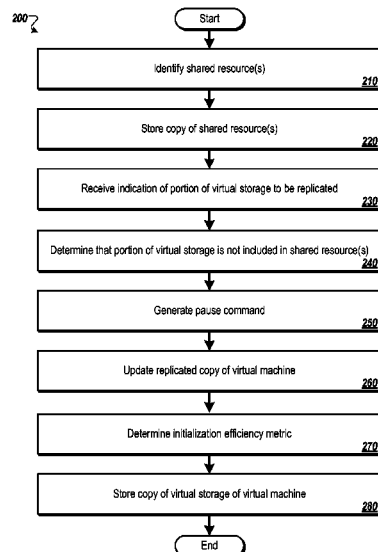 200
Start
Identify shared resource(s)
210
Store copy of shared resource(s)
220
Receive indication of portion of virtual storage to be replicated
230
Determine that portion of virtual storage is not included in shared resource(s)
240
Generate pause command
250
Update replicated copy of virtual machine
260
Determine initialization efficiency metric
270
Store copy of virtual storage of virtual machine
280
End